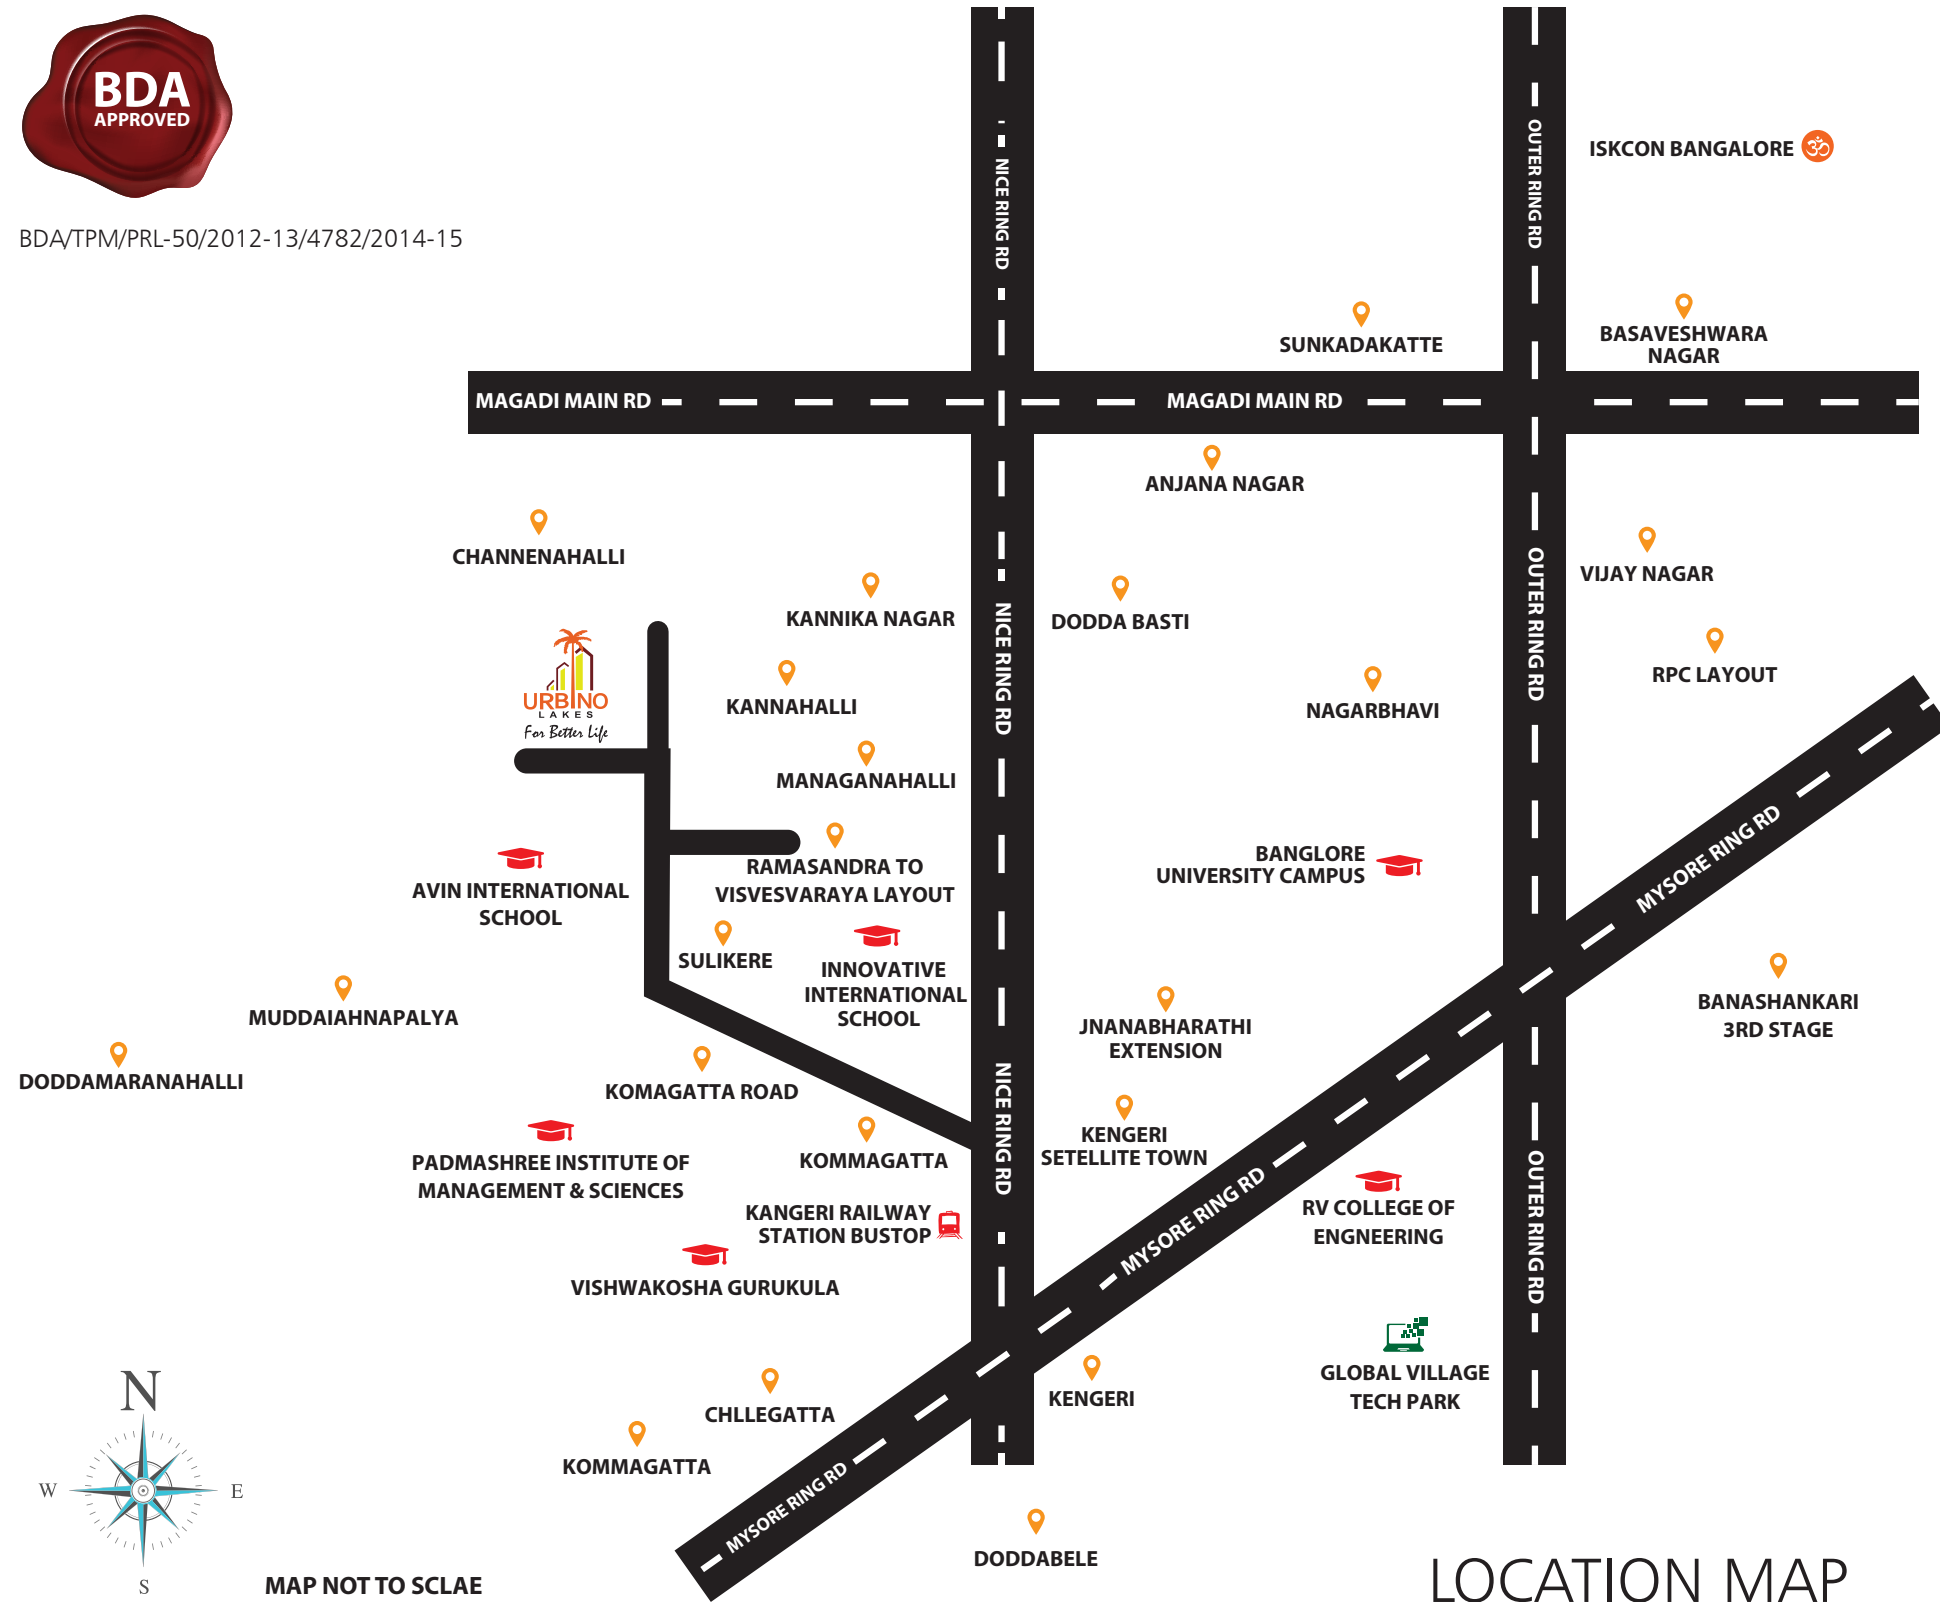 BDA
APPROVED
BDA/TPM/PRL-50/2012-13/4782/2014-15
NICE RING RD
OUTER RING RD
ISKCON BANGALORE
ॐ
SUNKADAKATTE
BASAVESHWARA
NAGAR
MAGADI MAIN RD
MAGADI MAIN RD
ANJANA NAGAR
CHANNENAHALLI
VIJAY NAGAR
KANNIKA NAGAR
DODDA BASTI
NICE RING RD
OUTER RING RD
RPC LAYOUT
URBINO
LAKES
For Better Life
KANNAHALLI
NAGARBHAVI
MANAGANAHALLI
MYSORE RING RD
RAMASANDRA TO
VISVESVARAYA LAYOUT
BANGLORE
UNIVERSITY CAMPUS
AVIN INTERNATIONAL
SCHOOL
SULIKERE
INNOVATIVE
INTERNATIONAL
SCHOOL
MUDDAIAHNAPALYA
JNANABHARATHI
EXTENSION
BANASHANKARI
3RD STAGE
DODDAMARANAHALLI
KOMAGATTA ROAD
NICE RING RD
KENGERI
SETELLITE TOWN
PADMASHREE INSTITUTE OF
MANAGEMENT & SCIENCES
KOMMAGATTA
MYSORE RING RD
OUTER RING RD
KANGERI RAILWAY
STATION BUSTOP
RV COLLEGE OF
ENGNEERING
VISHWAKOSHA GURUKULA
GLOBAL VILLAGE
TECH PARK
CHLLEGATTA
KENGERI
KOMMAGATTA
MYSORE RING RD
N
W
E
S
DODDABELE
MAP NOT TO SCLAE
LOCATION MAP